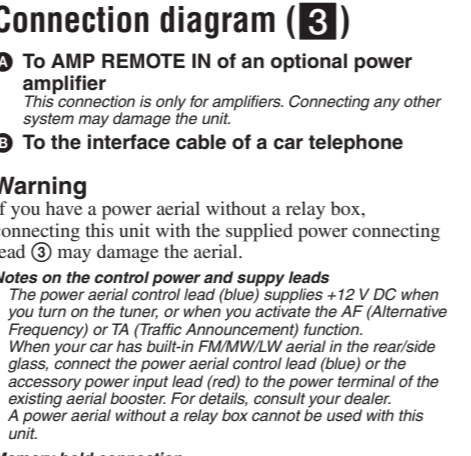 Connection diagram (3)
A To AMP REMOTE IN of an optional power
amplifier
This connection is only for amplifiers. Connecting any other
system may damage the unit.
B To the interface cable of a car telephone
Warning
If you have a power aerial without a relay box,
connecting this unit with the supplied power connecting
lead ③ may damage the aerial.
Notes on the control power and suppy leads
The power aerial control lead (blue) supplies +12 V DC when
you turn on the tuner, or when you activate the AF (Alternative
Frequency) or TA (Traffic Announcement) function.
When your car has built-in FM/MW/LW aerial in the rear/side
glass, connect the power aerial control lead (blue) or the
accessory power input lead (red) to the power terminal of the
existing aerial booster. For details, consult your dealer.
A power aerial without a relay box cannot be used with this
unit.
Memory hold connection